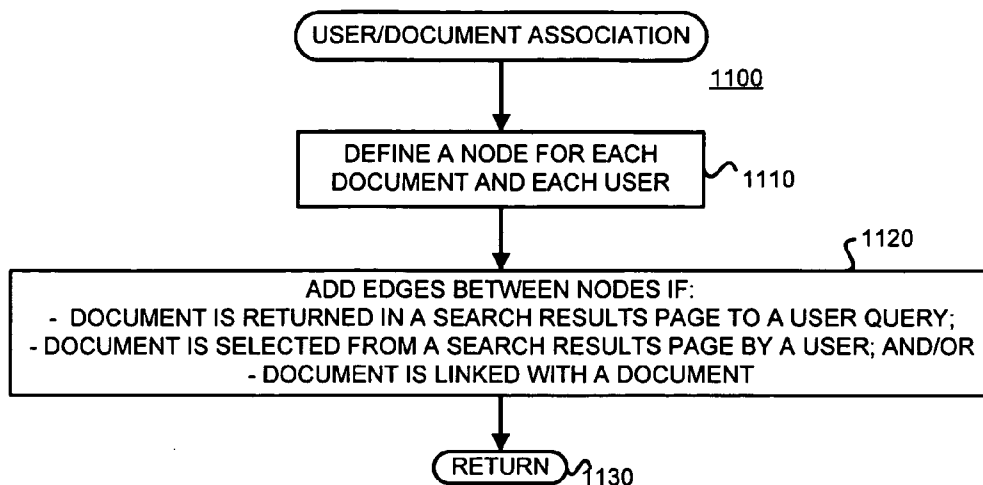 USER/DOCUMENT ASSOCIATION
1100
DEFINE A NODE FOR EACH
DOCUMENT AND EACH USER
1110
1120
ADD EDGES BETWEEN NODES IF:
- DOCUMENT IS RETURNED IN A SEARCH RESULTS PAGE TO A USER QUERY;
- DOCUMENT IS SELECTED FROM A SEARCH RESULTS PAGE BY A USER; AND/OR
- DOCUMENT IS LINKED WITH A DOCUMENT
RETURN
1130